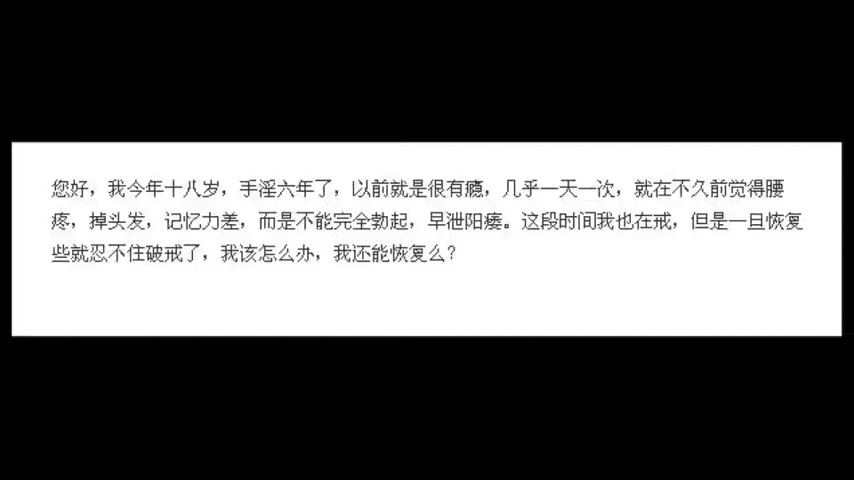 您好，我今年十八岁，手淫六年了，以前就是很有瘾，几乎一天一次，就在不久前觉得腰
疼，掉头发，记忆力差，而是不能完全勃起，早泄阳痿。这段时间我也在戒，但是一旦恢复
些就忍不住破戒了，我该怎么办，我还能恢复么？